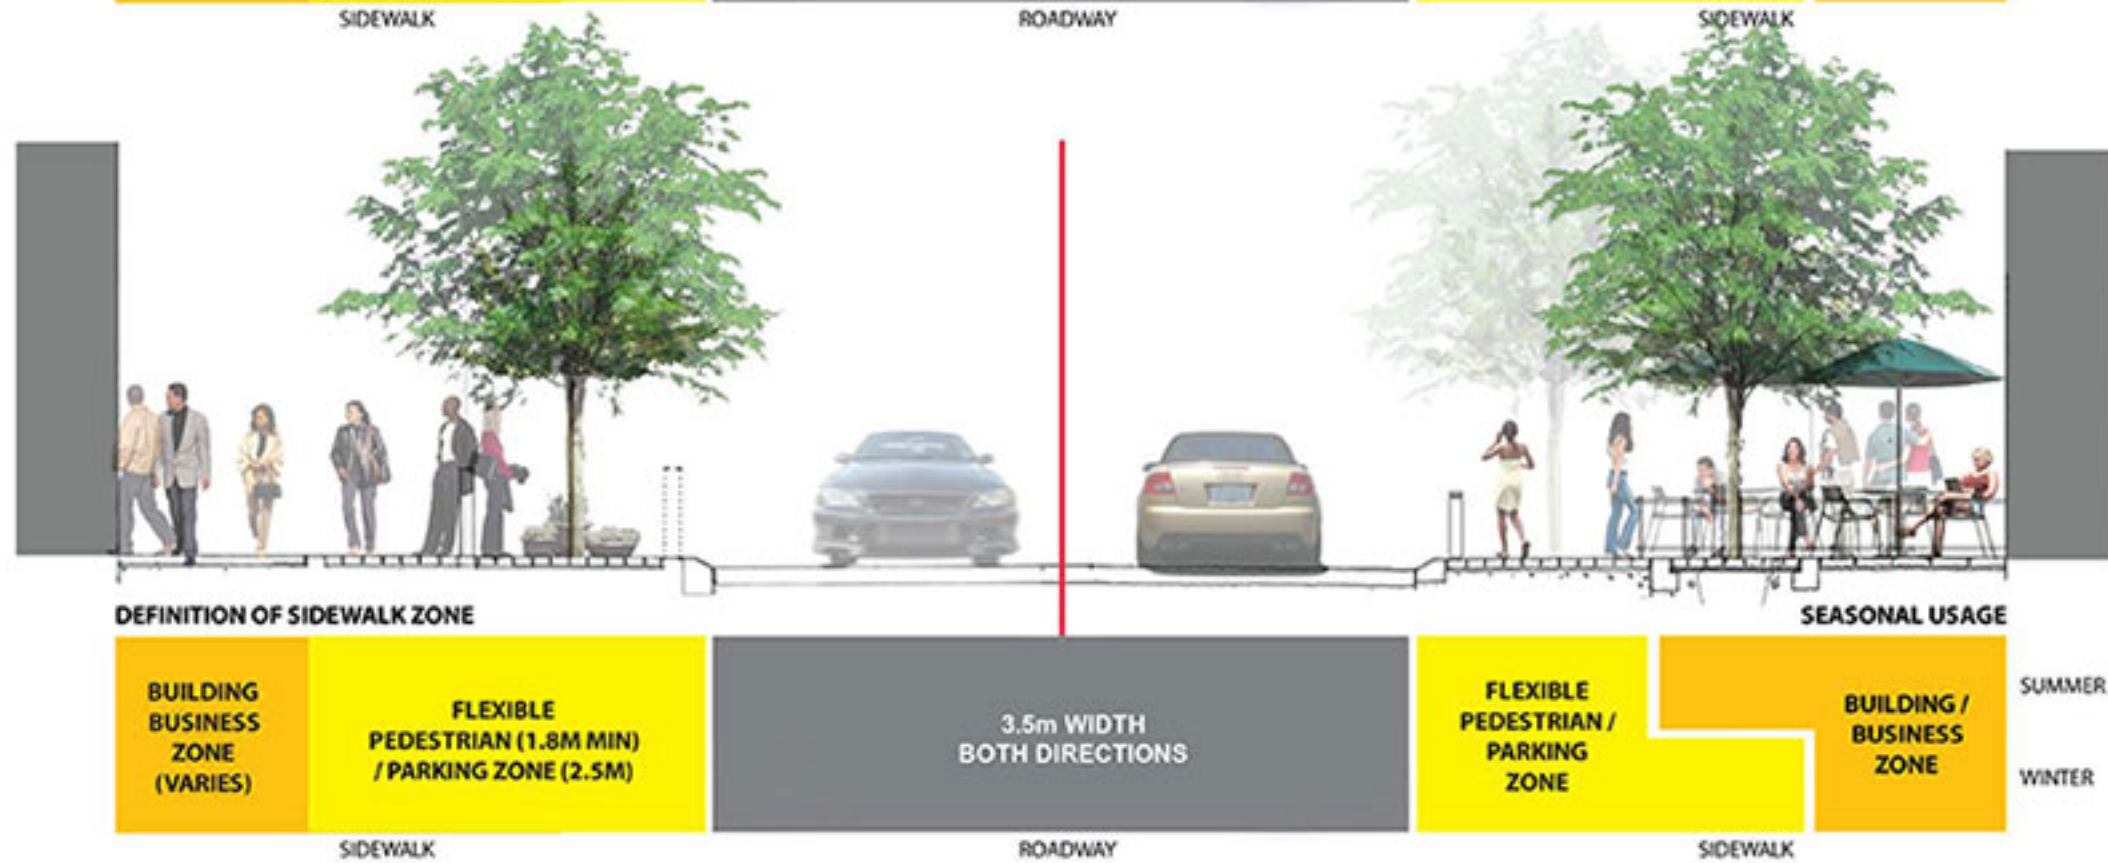 SIDEWALK
ROADWAY
SIDEWALK
DEFINITION OF SIDEWALK ZONE
SEASONAL USAGE
BUILDING
BUSINESS
ZONE
(VARIES)
FLEXIBLE
PEDESTRIAN (1.8M MIN)
/ PARKING ZONE (2.5M)
3.5m WIDTH
BOTH DIRECTIONS
FLEXIBLE
PEDESTRIAN /
PARKING
ZONE
BUILDING /
BUSINESS
ZONE
SUMMER
WINTER
SIDEWALK
ROADWAY
SIDEWALK